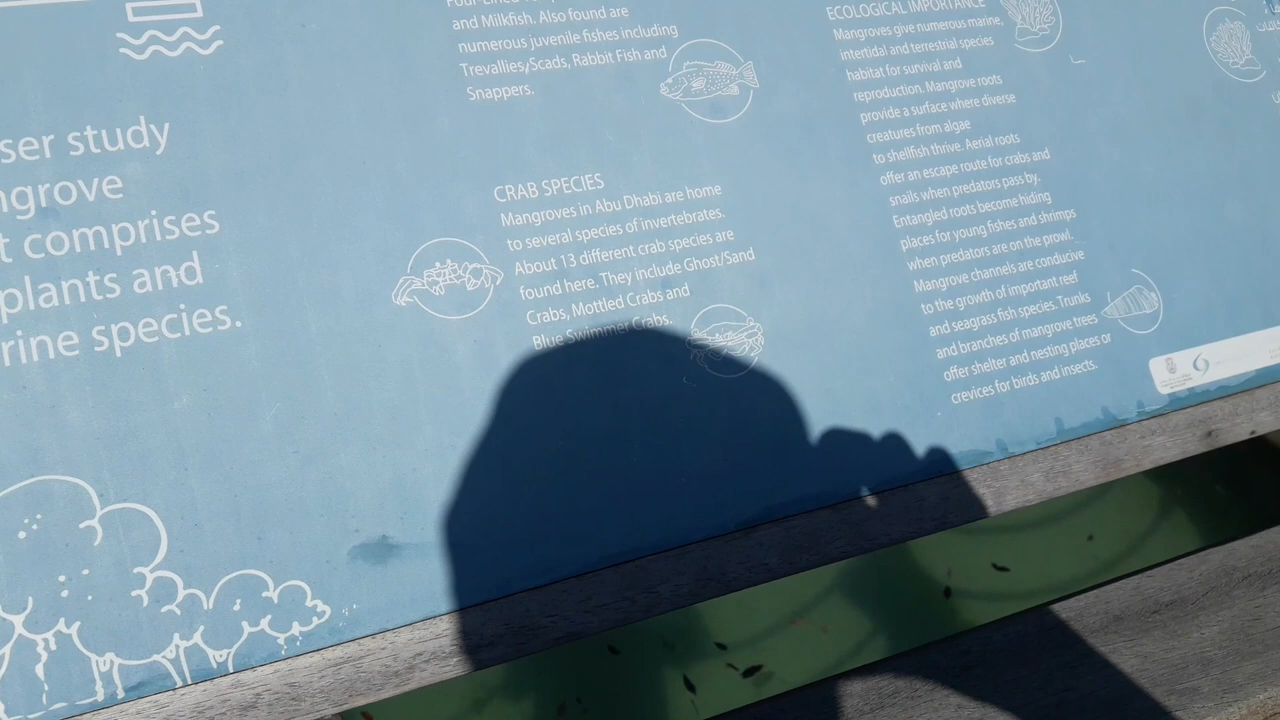 ser study
ngrove
t comprises
plants and
rine species.
and Milkfish. Also found are
numerous juvenile fishes including
Trevallies, Scads, Rabbit Fish and
Snappers.
CRAB SPECIES
Mangroves in Abu Dhabi are home
to several species of invertebrates.
About 13 different crab species are
found here. They include Ghost/Sand
Crabs, Mottled Crabs and
Blue Swimmer Crabs.
ECOLOGICAL IMPORTANCE
Mangroves give numerous marine,
intertidal and terrestrial species
habitat for survival and
reproduction. Mangrove roots
provide a surface where diverse
creatures from algae
to shellfish thrive. Aerial roots
offer an escape route for crabs and
snails when predators pass by.
Entangled roots become hiding
places for young fishes and shrimps
when predators are on the prowl.
Mangrove channels are conducive
to the growth of important reef
and seagrass fish species. Trunks
and branches of mangrove trees
offer shelter and nesting places or
crevices for birds and insects.